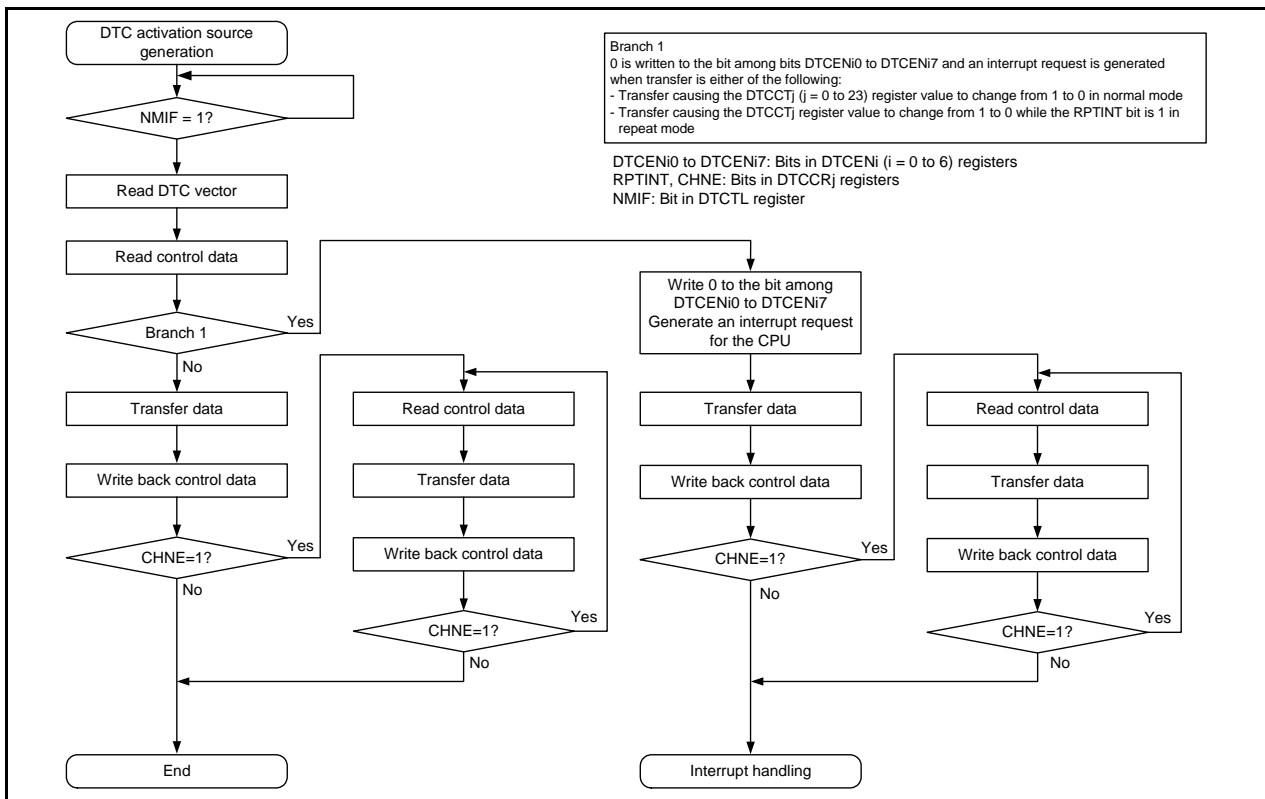 DTC activation source
generation
NMIF = 1?
Read DTC vector
Read control data
Branch 1
Yes
No
Transfer data
Write back control data
CHNE=1?
Yes
No
End
Read control data
Transfer data
Write back control data
CHNE=1?
Yes
No
Branch 1
0 is written to the bit among bits DTCENi0 to DTCENi7 and an interrupt request is generated
when transfer is either of the following:
- Transfer causing the DTCCTj (j = 0 to 23) register value to change from 1 to 0 in normal mode
- Transfer causing the DTCCTj register value to change from 1 to 0 while the RPTINT bit is 1 in
repeat mode
DTCENi0 to DTCENi7: Bits in DTCENi (i = 0 to 6) registers
RPTINT, CHNE: Bits in DTCCRj registers
NMIF: Bit in DTCTL register
Write 0 to the bit among
DTCENi0 to DTCENi7
Generate an interrupt request
for the CPU
Transfer data
Write back control data
CHNE=1?
Yes
No
Interrupt handling
Read control data
Transfer data
Write back control data
CHNE=1?
Yes
No